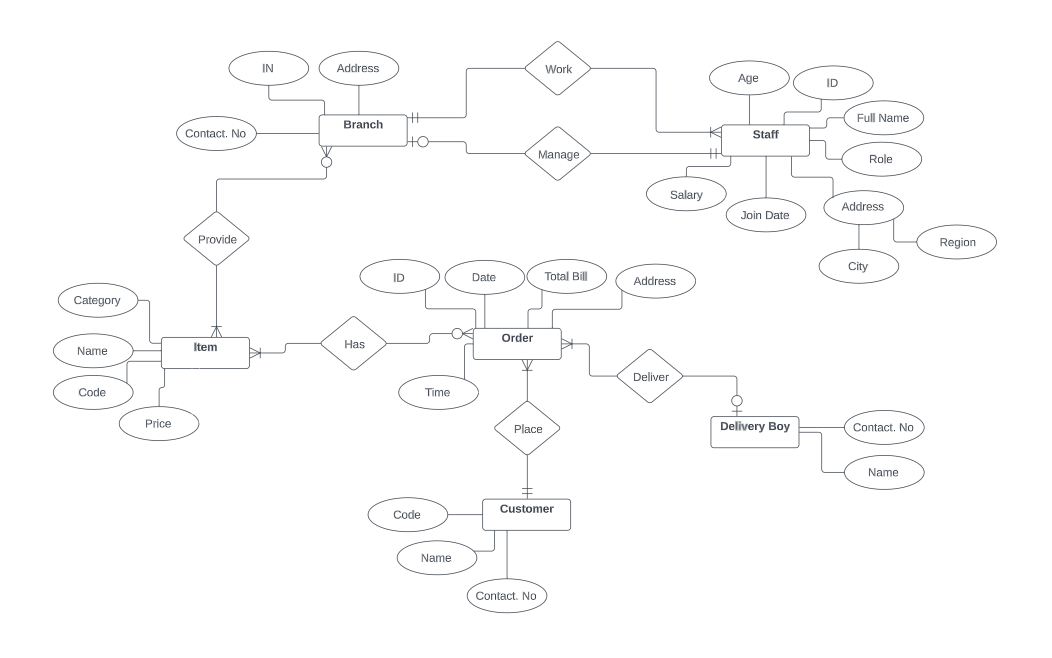 IN
Address
Work
Age
ID
Branch
Contact. No
Staff
Full Name
Role
Manage
Salary
Join Date
Address
Region
City
Provide
ID
Date
Total Bill
Address
Category
Name
Code
Item
Price
Has
Order
Time
Deliver
Place
Delivery Boy
Contact. No
Name
Customer
Code
Name
Contact. No